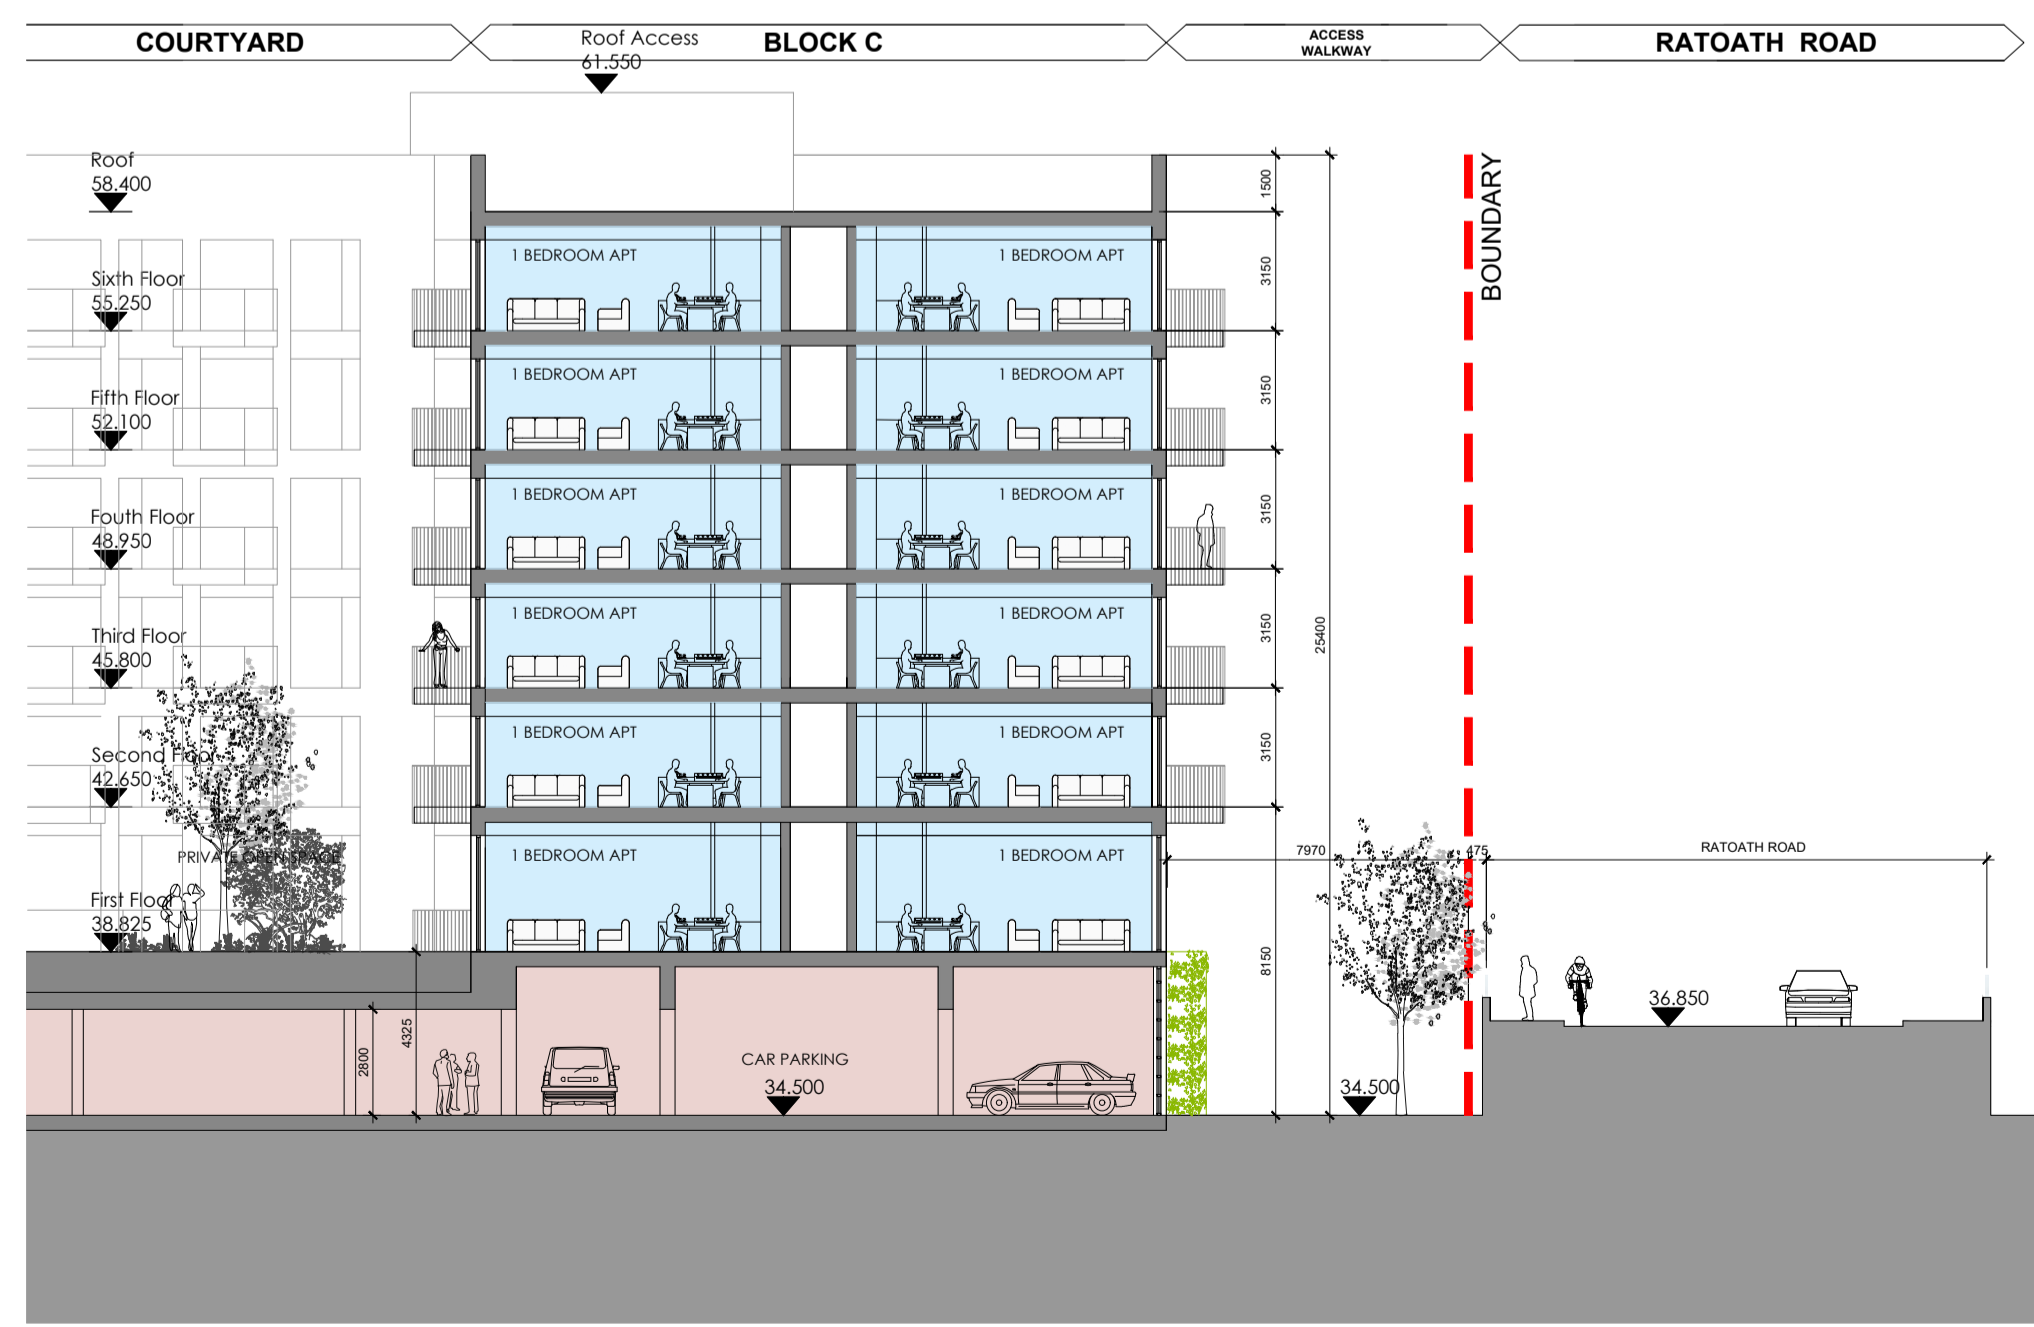 COURTYARD
BLOCK C
ACCESS
WALKWAY
RATOATH ROAD
Roof Access
61.550
BOUNDARY
Roof
58.400
1500
1 BEDROOM APT
1 BEDROOM APT
Sixth Floor
55.250
3150
1 BEDROOM APT
1 BEDROOM APT
Fifth Floor
52.100
3150
1 BEDROOM APT
1 BEDROOM APT
Fouth Floor
48.950
3150
1 BEDROOM APT
1 BEDROOM APT
Third Floor
45.800
3150
25400
1 BEDROOM APT
1 BEDROOM APT
Second Floor
42.650
3150
1 BEDROOM APT
1 BEDROOM APT
7970
475
RATOATH ROAD
PRIVATE OPEN SPACE
First Floor
38.825
8150
36.850
4325
2800
CAR PARKING
34.500
34.500